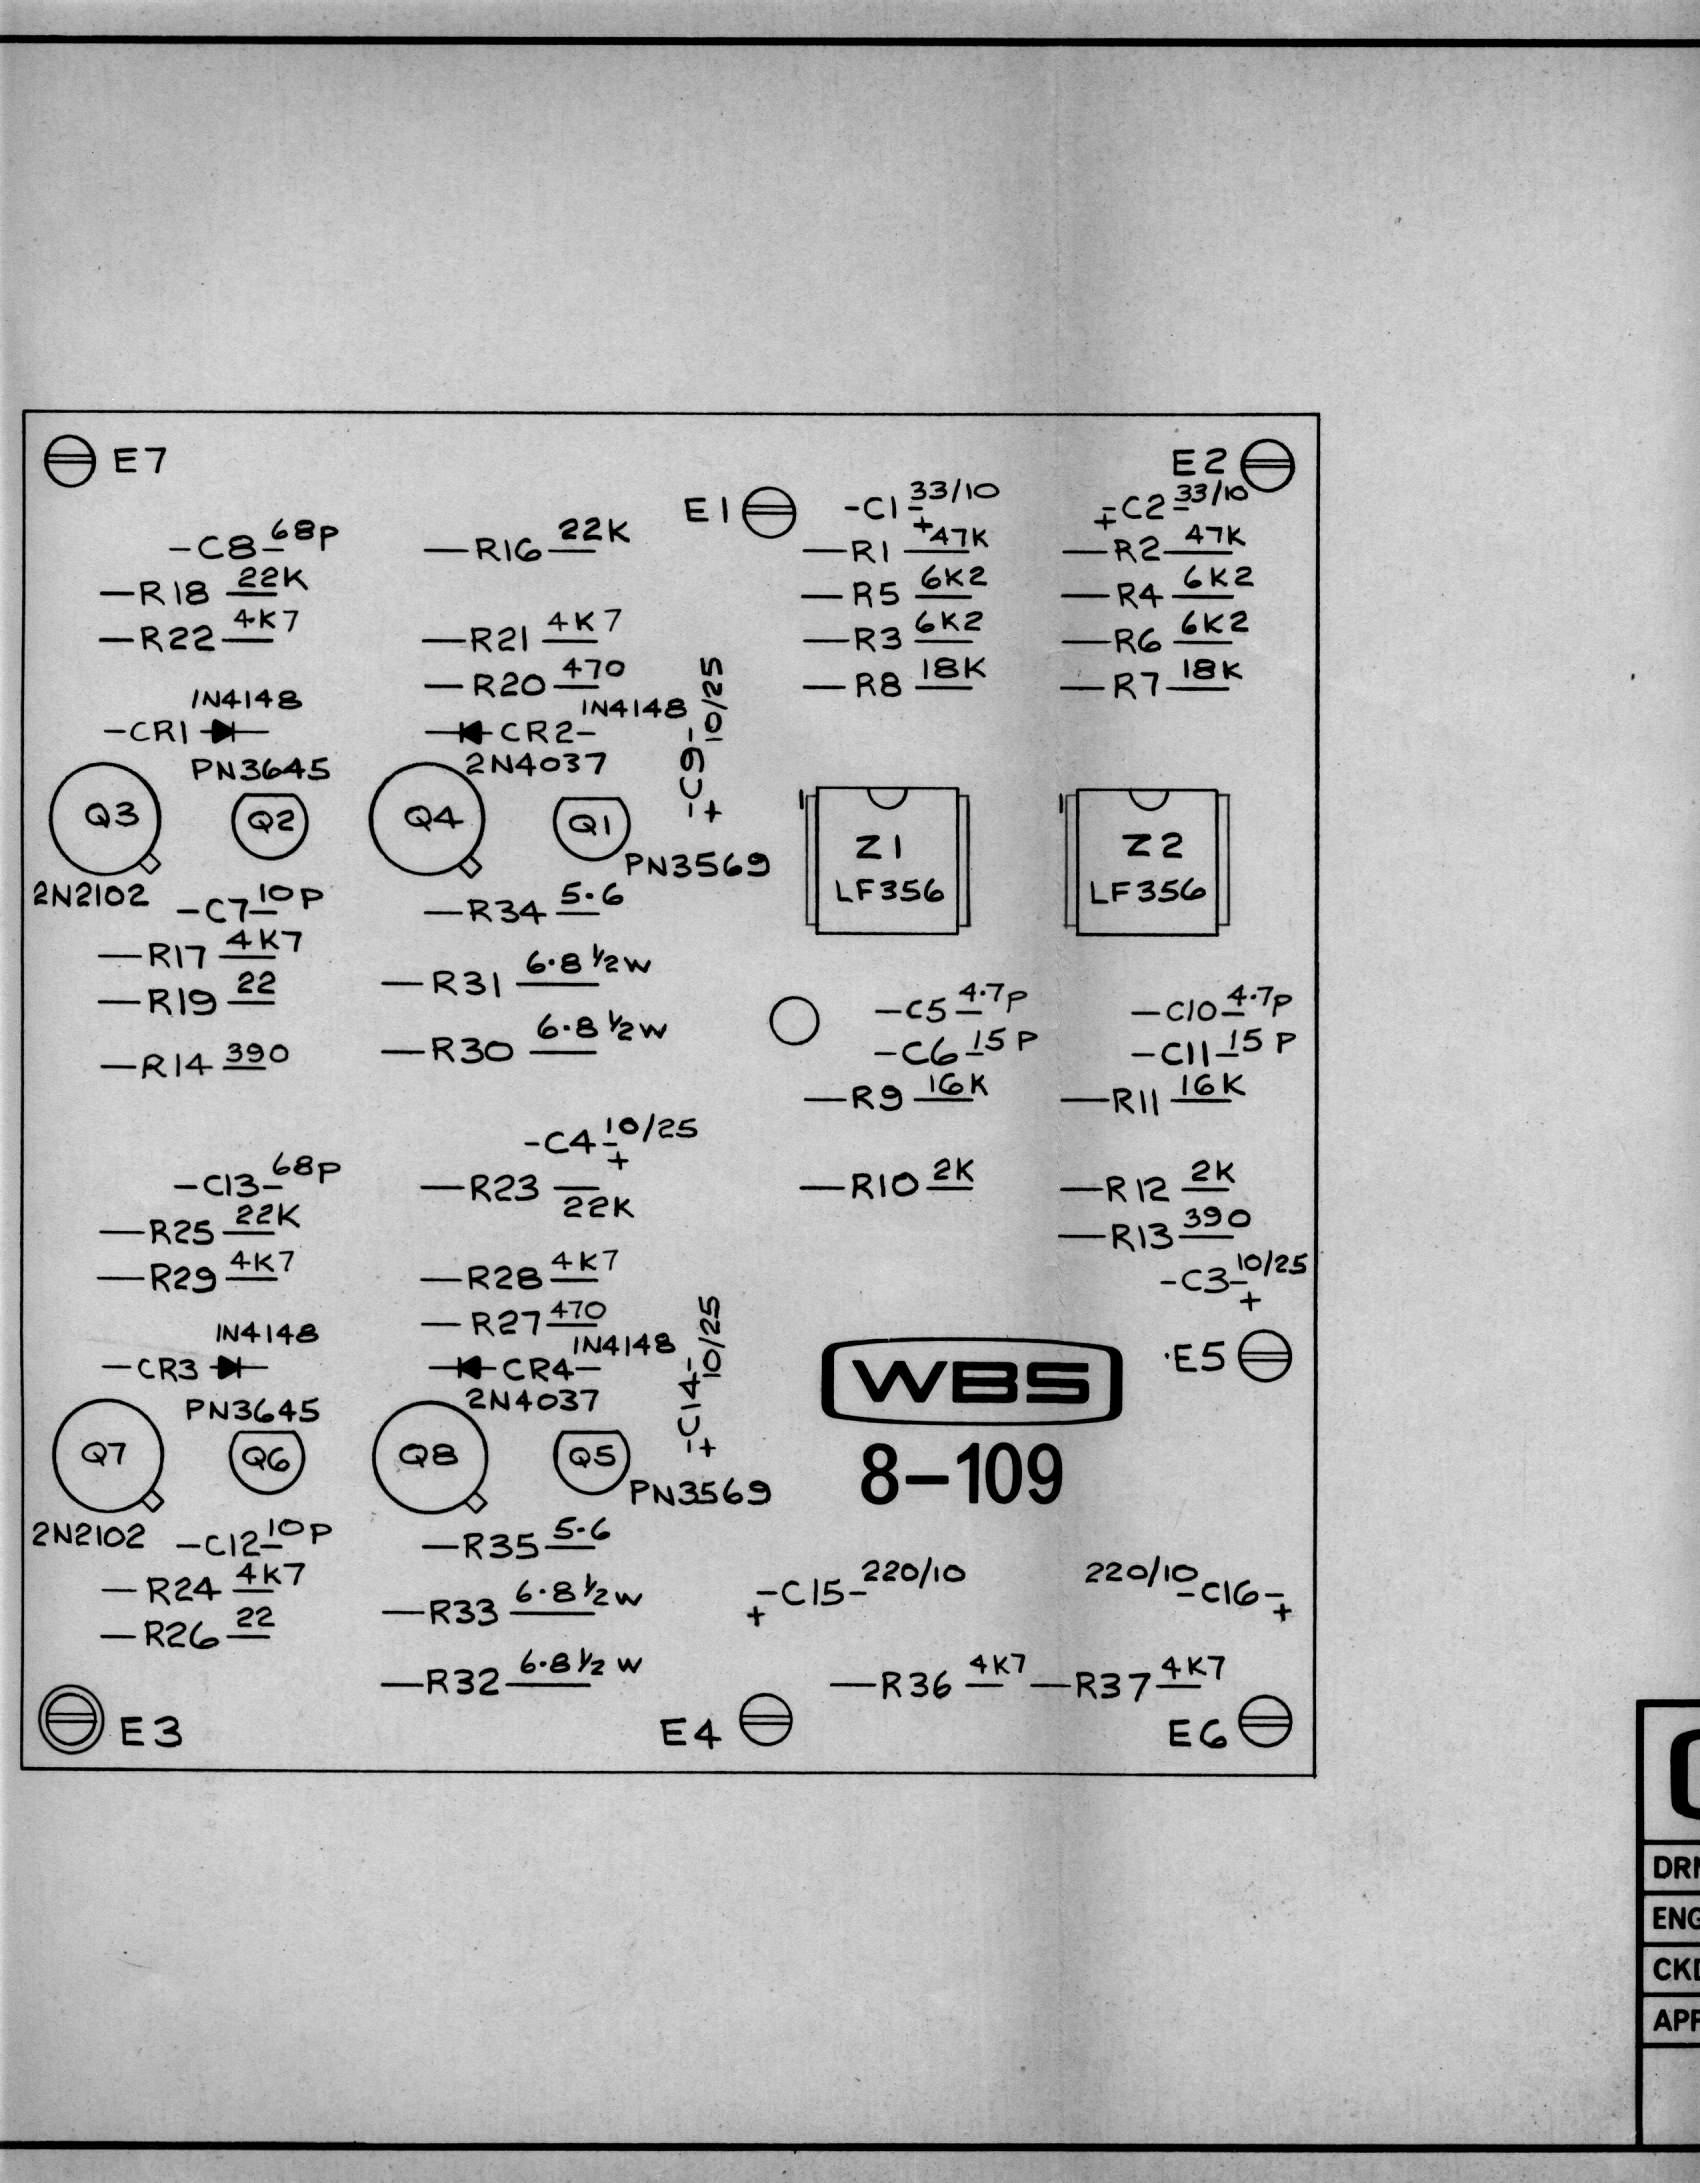 E7
E2
E1
-C1- 33/10
+
+C2- 33/10
-C8- 68p
R16 22K
R1 47K
R2 47K
R18 22K
R5 6K2
R4 6K2
R22 4K7
R21 4K7
R3 6K2
R6 6K2
R20 470
R8 18K
R7 18K
1N4148
-CR1
1N4148
CR2-
-C9- 10/25
+
PN3645
2N4037
Q3
Q2
Q4
Q1
2N2102
PN3569
Z1
LF356
Z2
LF356
-C7- 10p
R34 5.6
R17 4K7
R31 6.8 ½W
R19 22
-C5- 4.7p
-C10- 4.7p
R30 6.8 ½W
-C6- 15P
-C11- 15P
R14 390
R9 16K
R11 16K
-C4- 10/25
+
-C13- 68p
R23 22K
R10 2K
R12 2K
R25 22K
R13 390
R29 4K7
R28 4K7
-C3- 10/25
+
R27 470
1N4148
-CR3
1N4148
CR4-
-C14- 10/25
+
E5
WBS
8-109
PN3645
2N4037
Q7
Q6
Q8
Q5
2N2102
PN3569
-C12- 10p
R35 5.6
R24 4K7
R33 6.8 ½W
-C15- 220/10
+
220/10 -C16-
+
R26 22
R32 6.8 ½W
R36 4K7
R37 4K7
E3
E4
E6